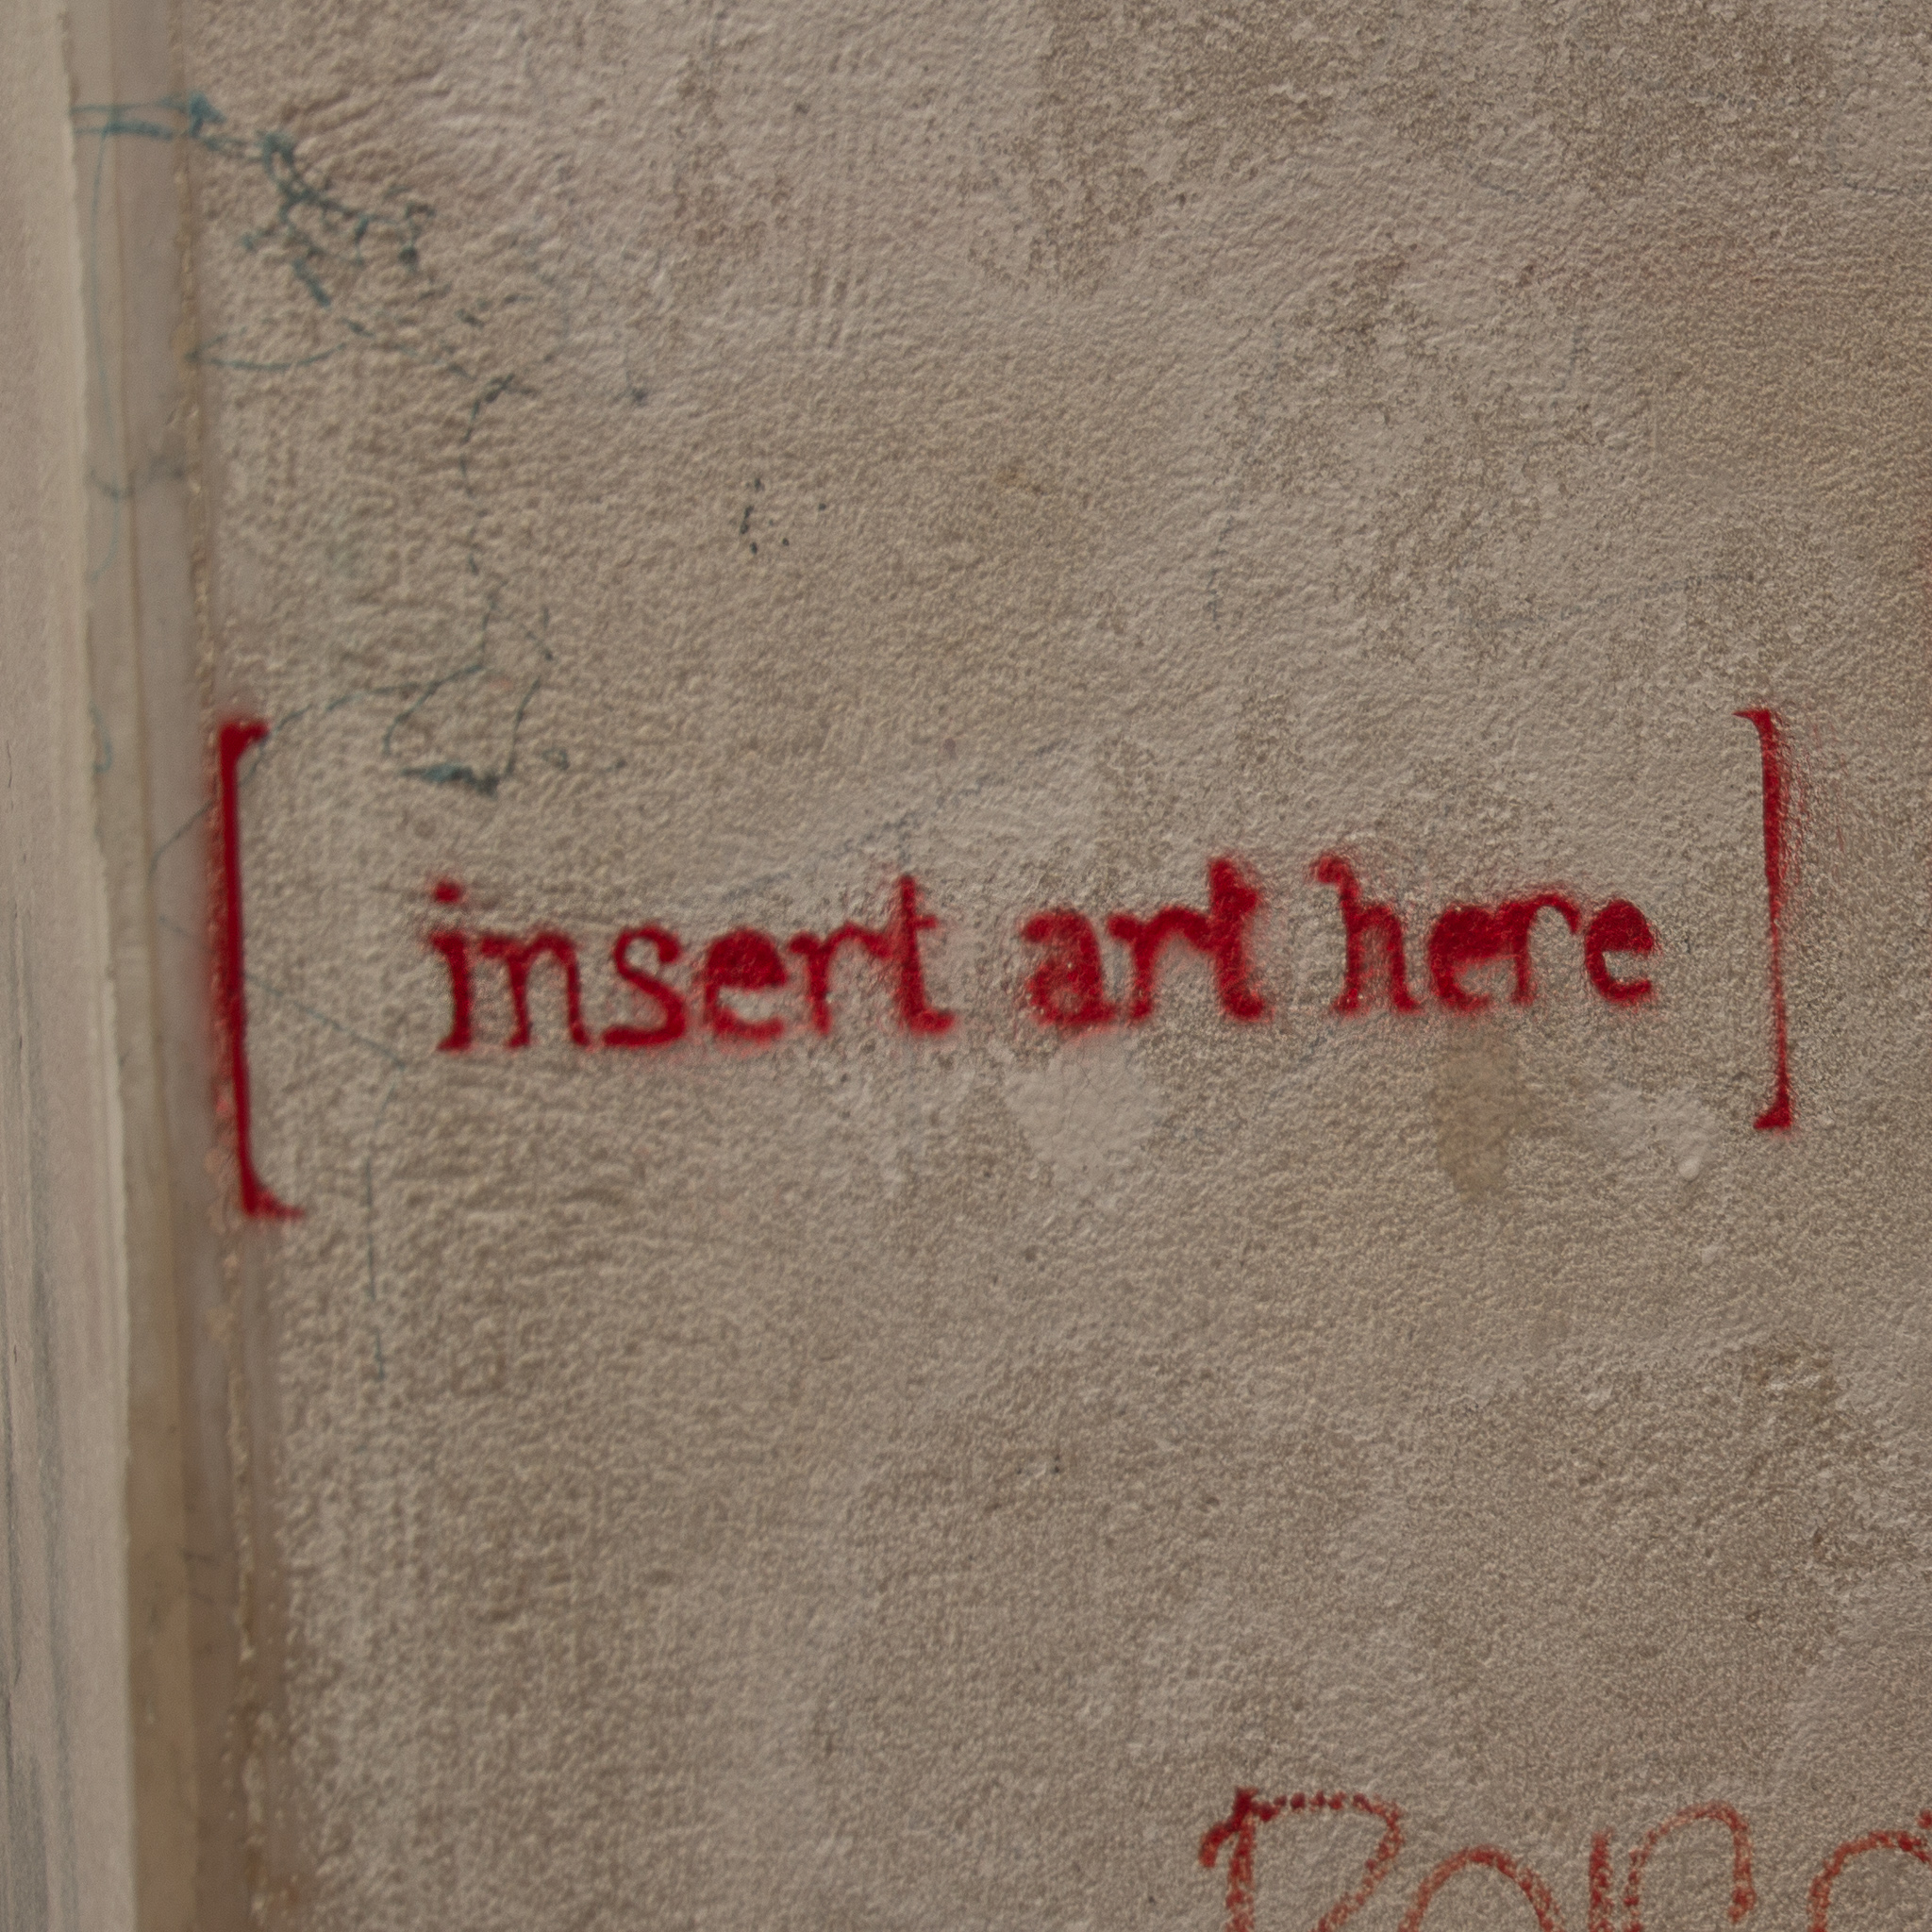 [ insert art here ]